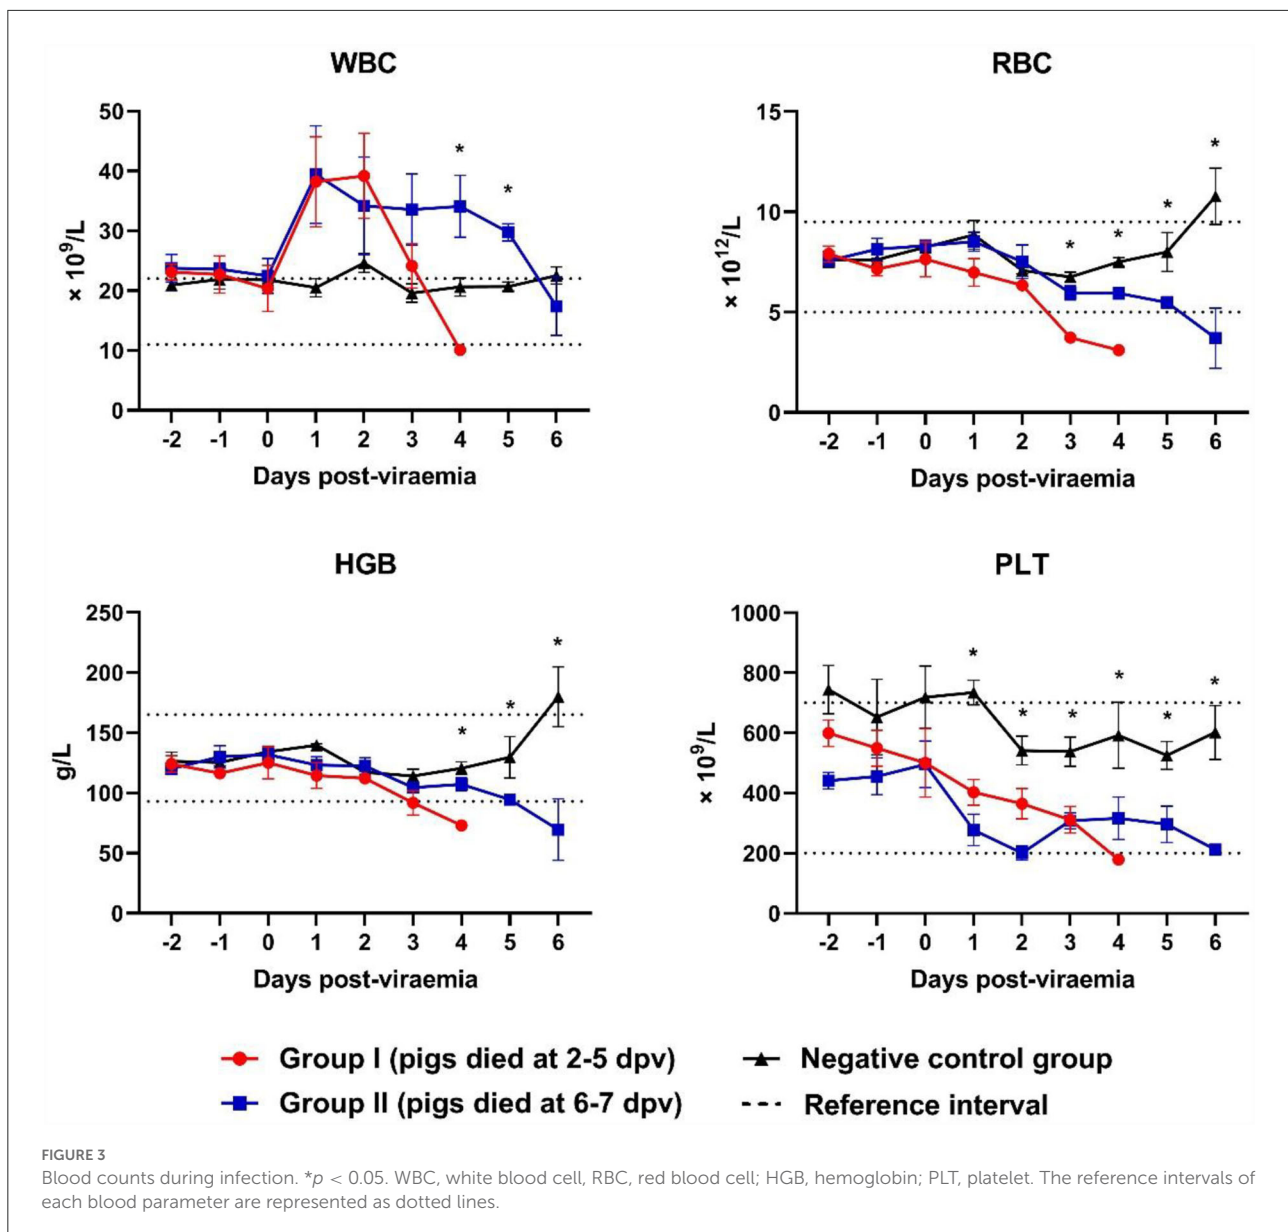 WBC
50
40
30
20
10
0
× 10⁹/L
*
*
-2 -1 0 1 2 3 4 5 6
Days post-viraemia
RBC
15
10
5
0
× 10¹²/L
*
*
*
*
-2 -1 0 1 2 3 4 5 6
Days post-viraemia
HGB
250
200
150
100
50
0
g/L
*
*
*
-2 -1 0 1 2 3 4 5 6
Days post-viraemia
PLT
1000
800
600
400
200
0
× 10⁹/L
*
*
*
*
*
*
-2 -1 0 1 2 3 4 5 6
Days post-viraemia
Group I (pigs died at 2-5 dpv)
Negative control group
Group II (pigs died at 6-7 dpv)
Reference interval
FIGURE 3
Blood counts during infection. *p < 0.05. WBC, white blood cell, RBC, red blood cell; HGB, hemoglobin; PLT, platelet. The reference intervals of
each blood parameter are represented as dotted lines.